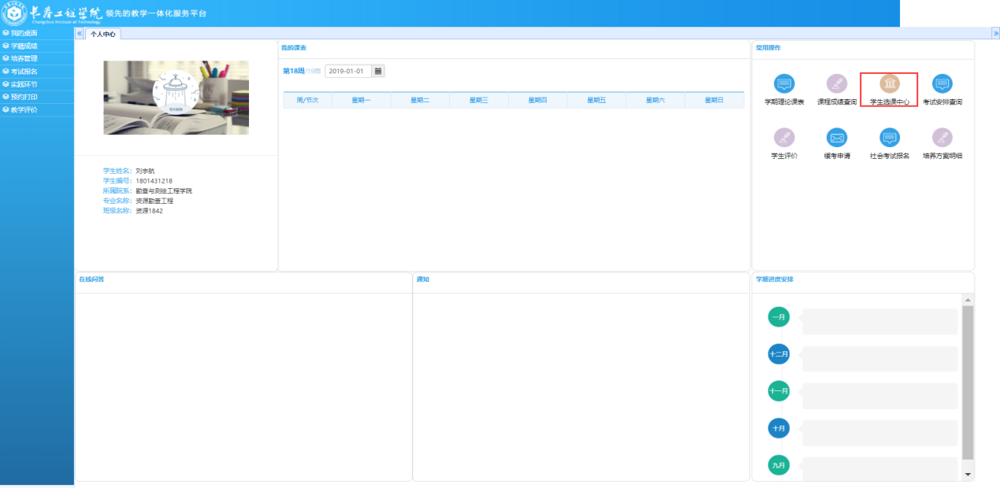 长春工程学院 领先的教学一体化服务平台
Changchun Institute of Technology
我的桌面
学籍成绩
培养管理
考试报名
实践环节
预约打印
教学评价
个人中心
学生姓名：刘宇航
学生编号：1801431218
所属院系：勘查与测绘工程学院
专业名称：资源勘查工程
班级名称：资源1842
我的课表
第18周/19周 2019-01-01
周/节次 星期一 星期二 星期三 星期四 星期五 星期六 星期日
常用操作
学期理论课表 课程成绩查询 学生选课中心 考试安排查询
学生评价 缓考申请 社会考试报名 培养方案明细
在线问答
通知
学期进度安排
一月
十二月
十一月
十月
九月